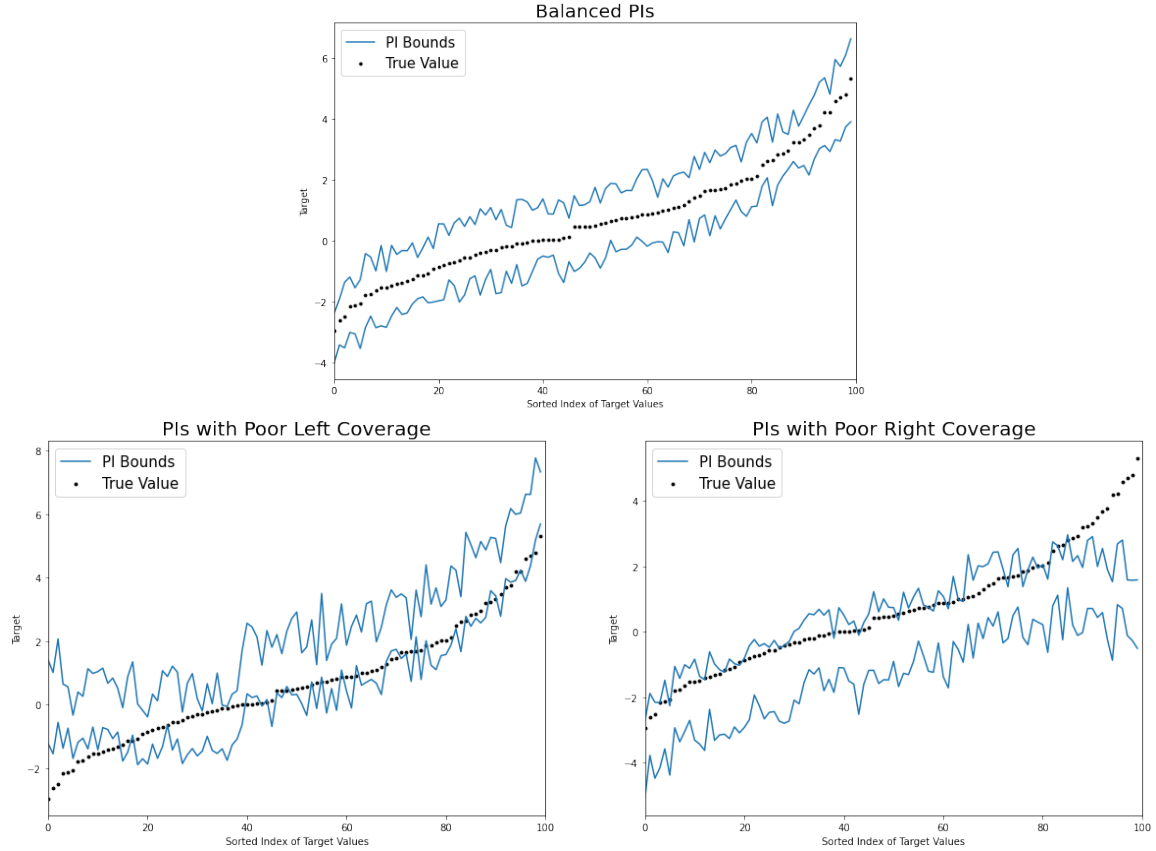 Balanced PIs
PI Bounds
True Value
6
4
2
0
−2
−4
Target
0
20
40
60
80
100
Sorted Index of Target Values
PIs with Poor Left Coverage
PI Bounds
True Value
8
6
4
2
0
−2
Target
0
20
40
60
80
100
Sorted Index of Target Values
PIs with Poor Right Coverage
PI Bounds
True Value
4
2
0
−2
−4
Target
0
20
40
60
80
100
Sorted Index of Target Values